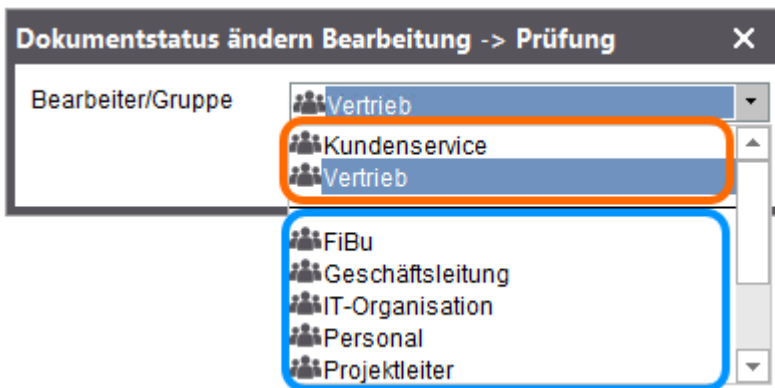 Dokumentstatus ändern Bearbeitung -> Prüfung
Bearbeiter/Gruppe
Vertrieb
Kundenservice
Vertrieb
FiBu
Geschäftsleitung
IT-Organisation
Personal
Projektleiter